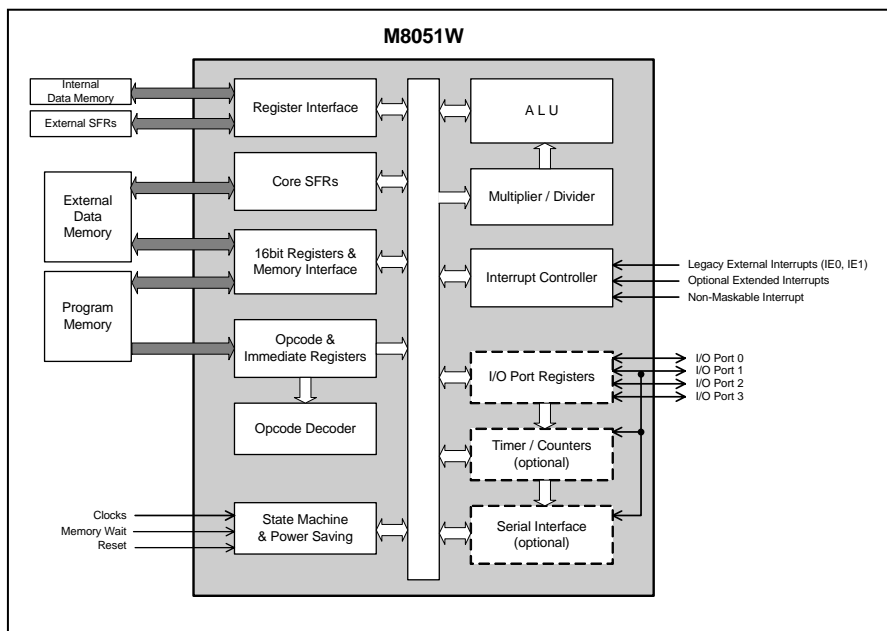 M8051W
Internal
Data Memory
External SFRs
External
Data
Memory
Program
Memory
Register Interface
Core SFRs
16bit Registers &
Memory Interface
Opcode &
Immediate Registers
Opcode Decoder
Clocks
Memory Wait
Reset
State Machine
& Power Saving
A L U
Multiplier / Divider
Interrupt Controller
Legacy External Interrupts (IE0, IE1)
Optional Extended Interrupts
Non-Maskable Interrupt
I/O Port Registers
I/O Port 0
I/O Port 1
I/O Port 2
I/O Port 3
Timer / Counters
(optional)
Serial Interface
(optional)